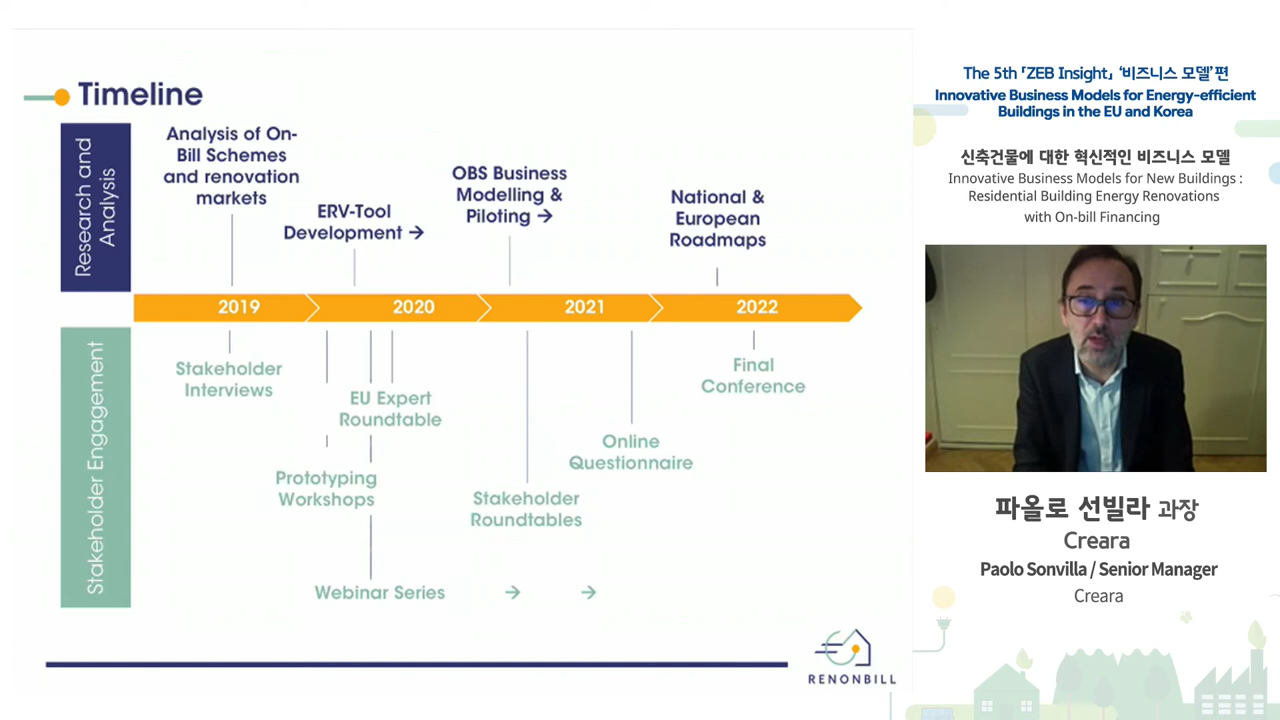 Timeline
Research and
Analysis
Analysis of On-
Bill Schemes
and renovation
markets
ERV-Tool
Development →
OBS Business
Modelling &
Piloting →
National &
European
Roadmaps
2019
2020
2021
2022
Stakeholder Engagement
Stakeholder
Interviews
EU Expert
Roundtable
Prototyping
Workshops
Webinar Series → →
Stakeholder
Roundtables
Online
Questionnaire
Final
Conference
RENONBILL
The 5th「ZEB Insight」 ‘비즈니스 모델’ 편
Innovative Business Models for Energy-efficient
Buildings in the EU and Korea
신축건물에 대한 혁신적인 비즈니스 모델
Innovative Business Models for New Buildings :
Residential Building Energy Renovations
with On-bill Financing
파올로 선빌라 과장
Creara
Paolo Sonvilla / Senior Manager
Creara